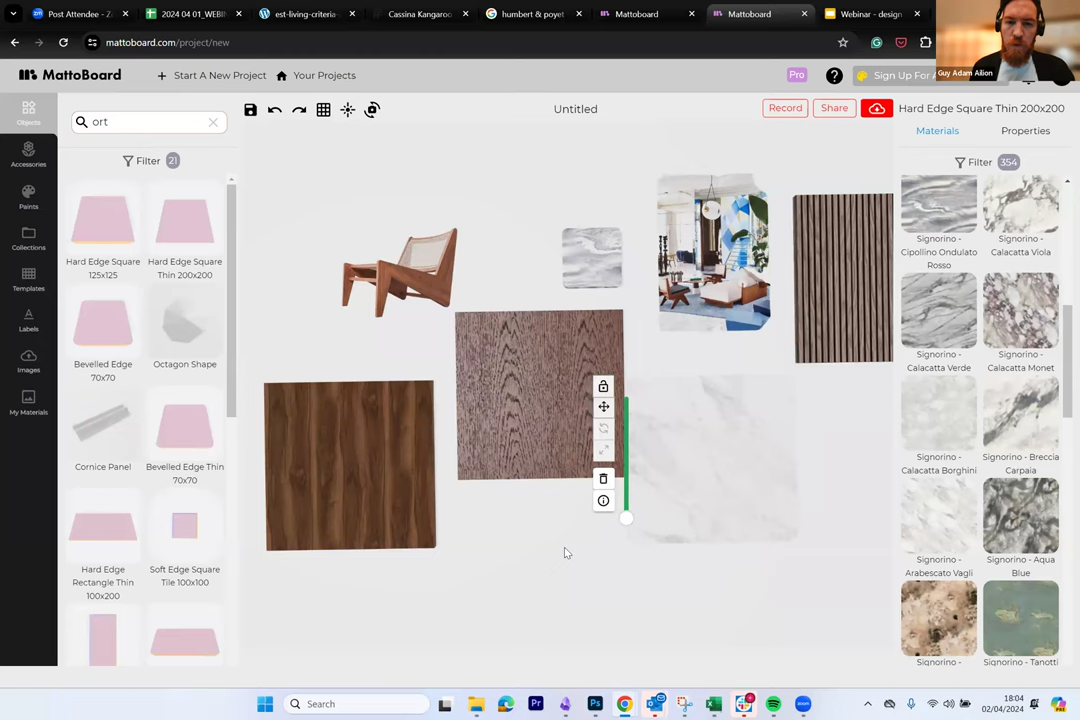 Post Attendee - Z
2024 04 01_WEBI
est-living-criteria-
Cassina Kangaroo
humbert & poyet
Mattoboard
Mattoboard
Webinar - design
mattoboard.com/project/new
MattoBoard
Start A New Project
Your Projects
Pro
Sign Up For A
Guy Adam Ailion
Objects
Accessories
Paints
Collections
Templates
Labels
Images
My Materials
ort
Filter 21
Hard Edge Square 125x125
Hard Edge Square Thin 200x200
Bevelled Edge 70x70
Octagon Shape
Cornice Panel
Bevelled Edge Thin 70x70
Hard Edge Rectangle Thin 100x200
Soft Edge Square Tile 100x100
Untitled
Record
Share
Hard Edge Square Thin 200x200
Materials
Properties
Filter 354
Signorino - Cipollino Ondulato Rosso
Signorino - Calacatta Viola
Signorino - Calacatta Verde
Signorino - Calacatta Monet
Signorino - Calacatta Borghini
Signorino - Breccia Carpaia
Signorino - Arabescato Vagli
Signorino - Aqua Blue
Signorino -
Signorino - Tanotti
Search
18:04
02/04/2024